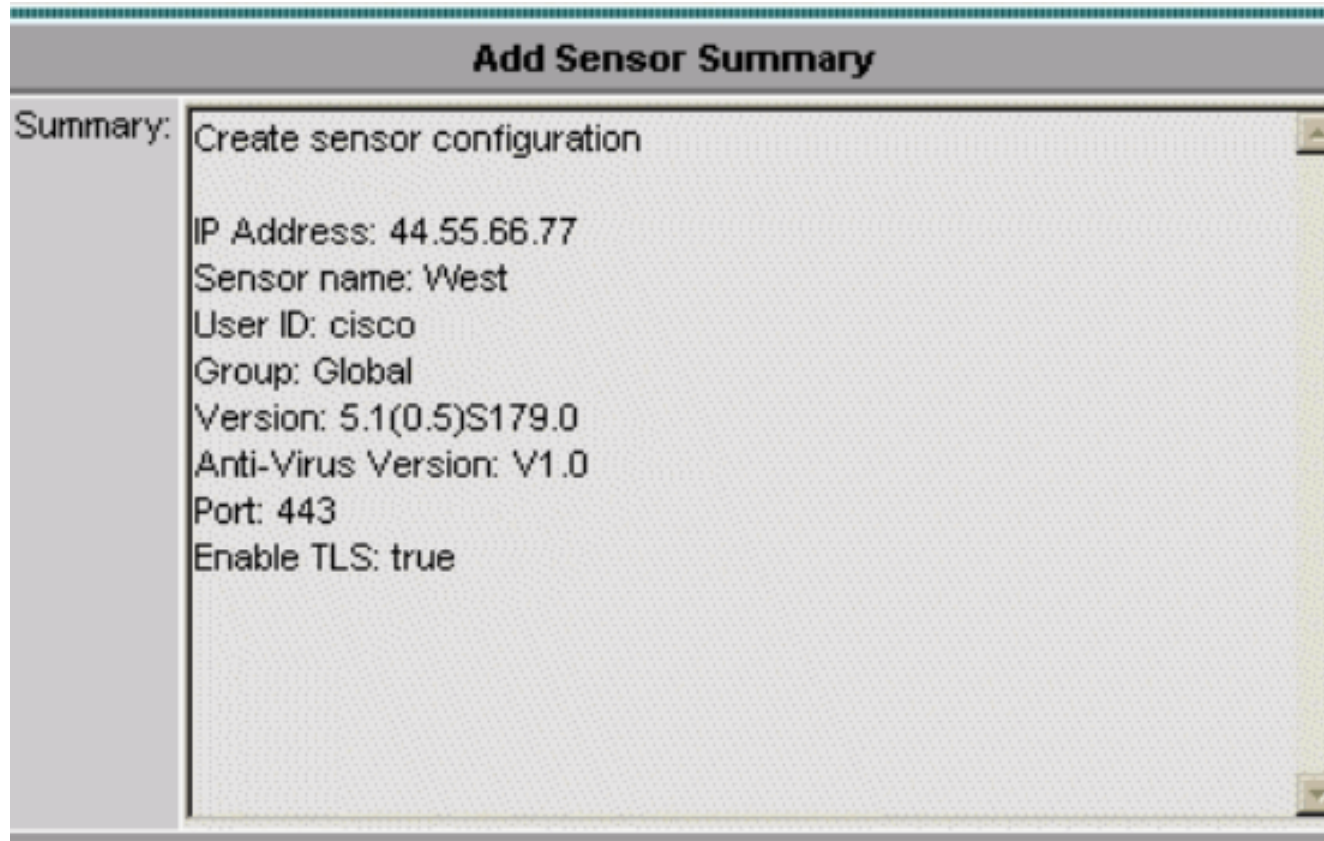 Add Sensor Summary
Summary:
Create sensor configuration
IP Address: 44.55.66.77
Sensor name: West
User ID: cisco
Group: Global
Version: 5.1(0.5)S179.0
Anti-Virus Version: V1.0
Port: 443
Enable TLS: true